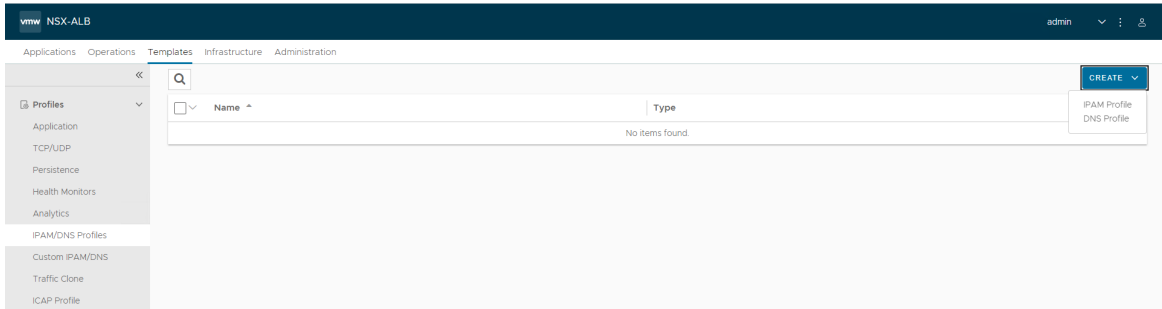 vmw NSX-ALB admin
Applications Operations Templates Infrastructure Administration
CREATE
Profiles
Name Type
IPAM Profile
DNS Profile
Application
No items found.
TCP/UDP
Persistence
Health Monitors
Analytics
IPAM/DNS Profiles
Custom IPAM/DNS
Traffic Clone
ICAP Profile